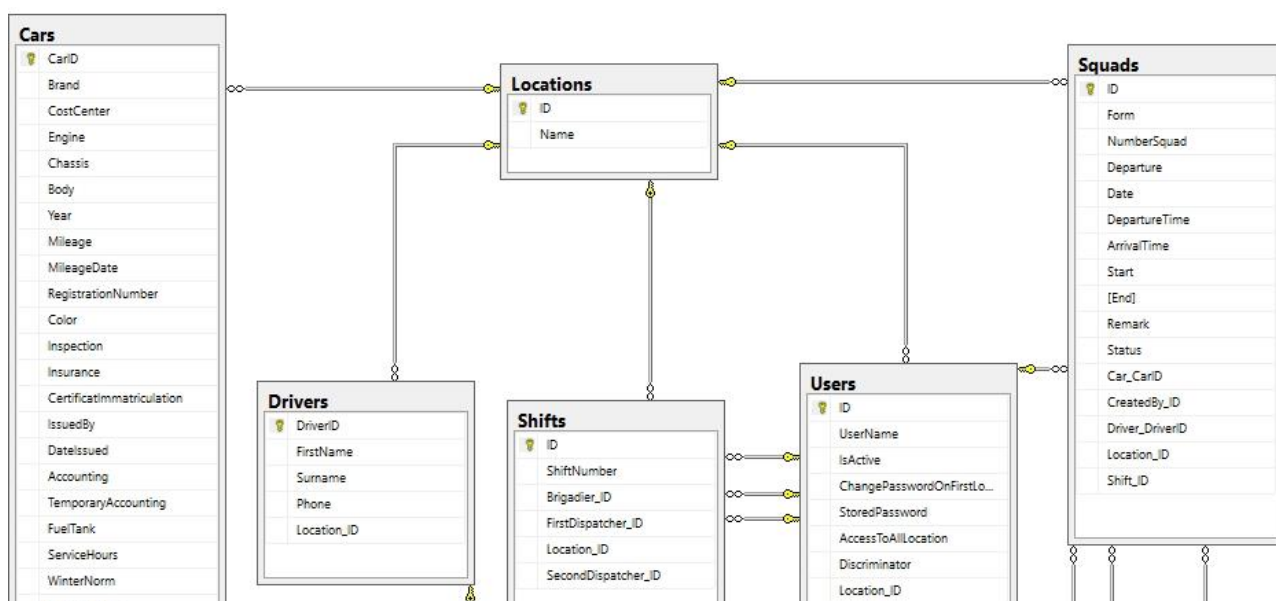 Cars
CarID
Brand
CostCenter
Engine
Chassis
Body
Year
Mileage
MileageDate
RegistrationNumber
Color
Inspection
Insurance
CertificatImmatriculation
IssuedBy
DateIssued
Accounting
TemporaryAccounting
FuelTank
ServiceHours
WinterNorm
Locations
ID
Name
Drivers
DriverID
FirstName
Surname
Phone
Location_ID
Shifts
ID
ShiftNumber
Brigadier_ID
FirstDispatcher_ID
Location_ID
SecondDispatcher_ID
Users
ID
UserName
IsActive
ChangePasswordOnFirstLo...
StoredPassword
AccessToAllLocation
Discriminator
Location_ID
Squads
ID
Form
NumberSquad
Departure
Date
DepartureTime
ArrivalTime
Start
[End]
Remark
Status
Car_CarID
CreatedBy_ID
Driver_DriverID
Location_ID
Shift_ID